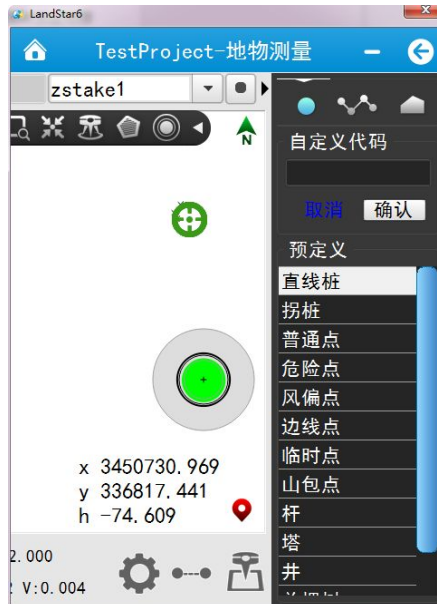 LandStar6
TestProject-地物测量
zstake1
N
x 3450730.969
y 336817.441
h -74.609
2.000
V:0.004
自定义代码
取消 确认
预定义
直线桩
拐桩
普通点
危险点
风偏点
边线点
临时点
山包点
杆
塔
井